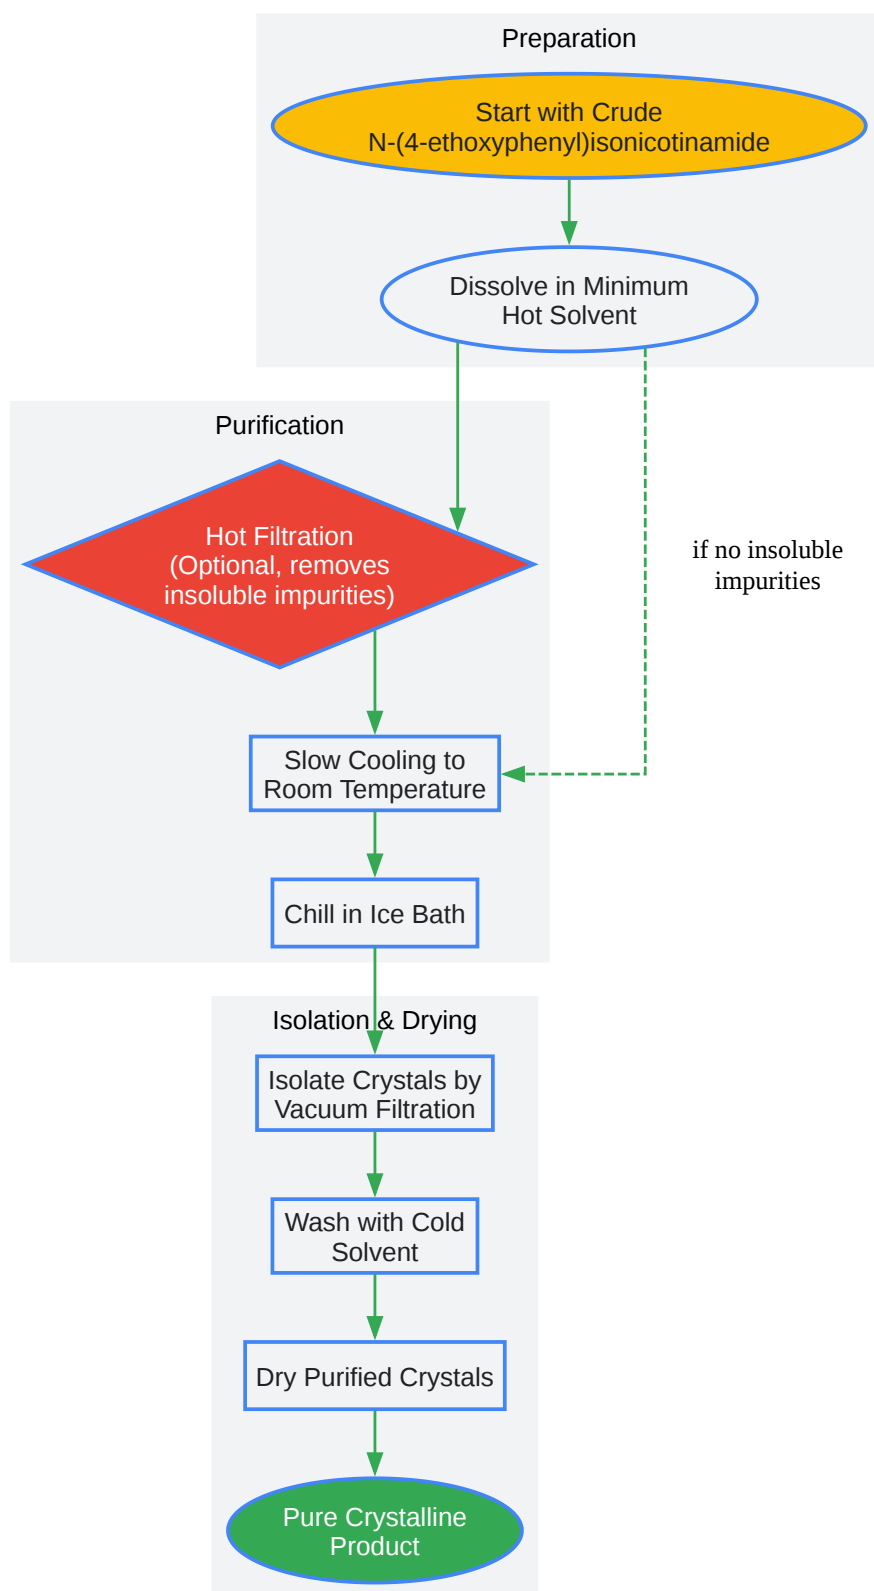 Preparation
Start with Crude
N-(4-ethoxyphenyl)isonicotinamide
Dissolve in Minimum
Hot Solvent
Purification
Hot Filtration
(Optional, removes
insoluble impurities)
if no insoluble
impurities
Slow Cooling to
Room Temperature
Chill in Ice Bath
Isolation & Drying
Isolate Crystals by
Vacuum Filtration
Wash with Cold
Solvent
Dry Purified Crystals
Pure Crystalline
Product